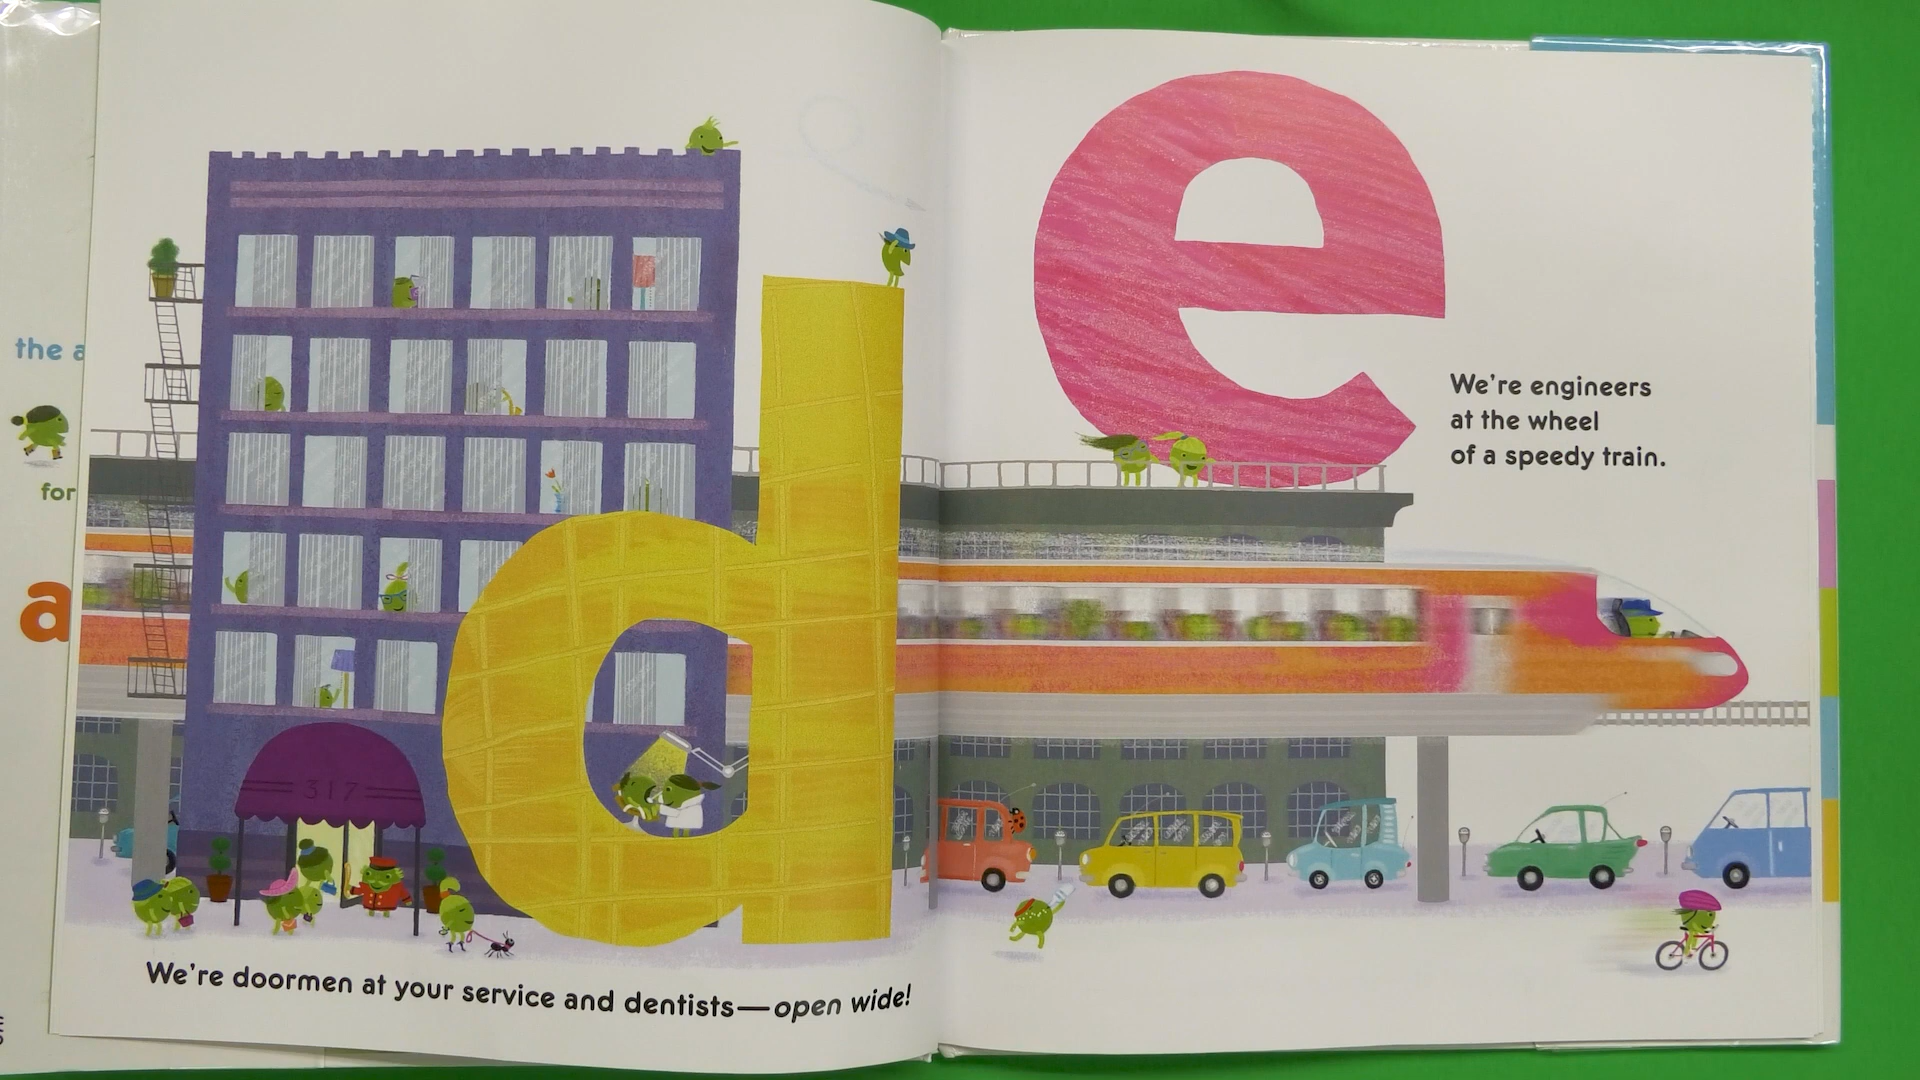 the a
for
a
d
317
We're doormen at your service and dentists—open wide!
e
We're engineers
at the wheel
of a speedy train.